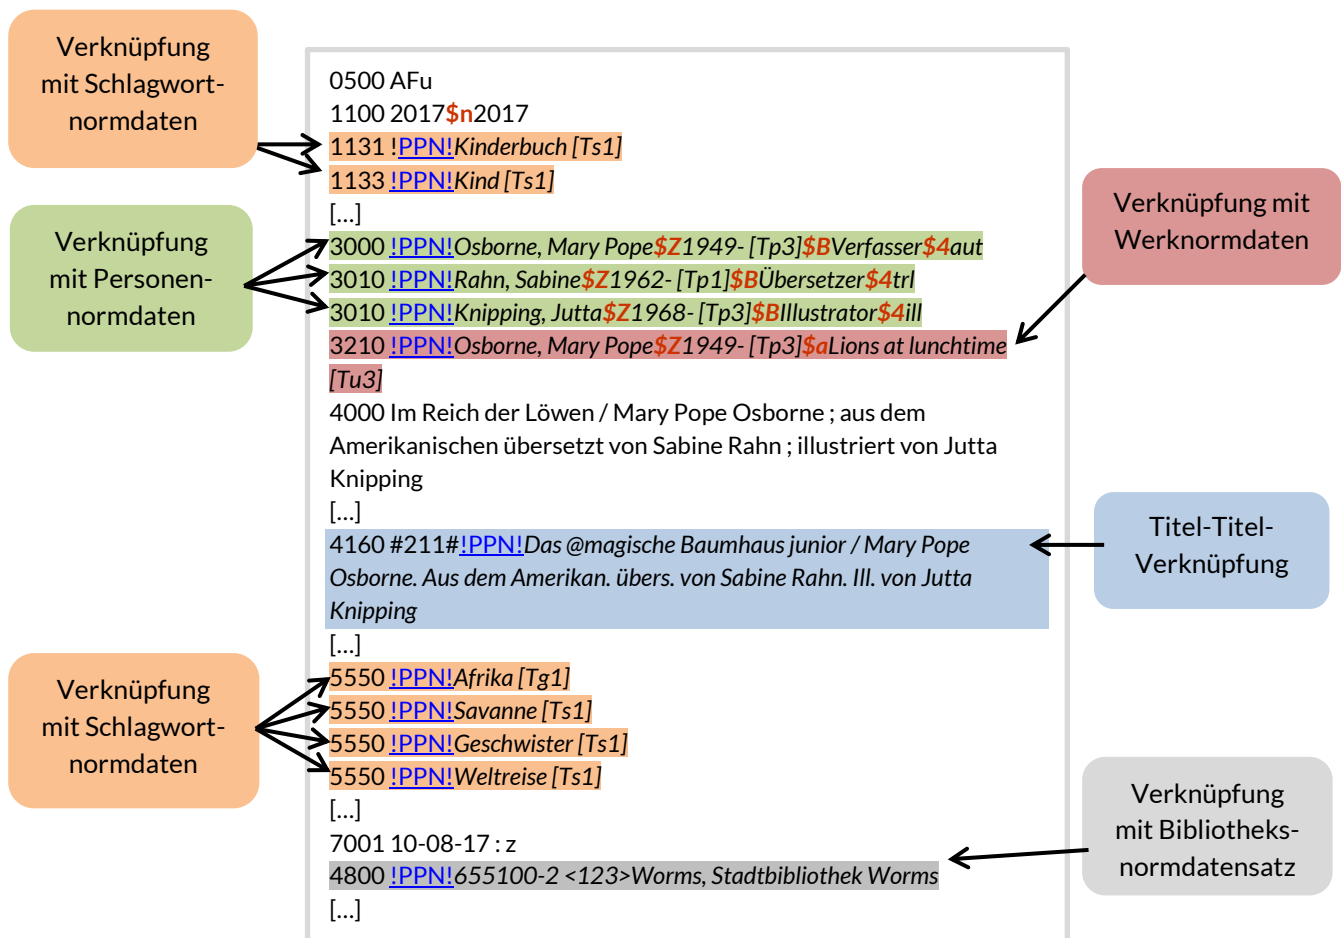 Verknüpfung
mit Schlagwort-
normdaten
0500 AFu
1100 2017$n2017
1131 !PPN!Kinderbuch [Ts1]
1133 !PPN!Kind [Ts1]
[...]
Verknüpfung
mit Personen-
normdaten
3000 !PPN!Osborne, Mary Pope$Z1949- [Tp3]$BVerfasser$4aut
3010 !PPN!Rahn, Sabine$Z1962- [Tp1]$BÜbersetzer$4trl
3010 !PPN!Knipping, Jutta$Z1968- [Tp3]$BIllustrator$4ill
3210 !PPN!Osborne, Mary Pope$Z1949- [Tp3]$aLions at lunchtime
[Tu3]
Verknüpfung mit
Werknormdaten
4000 Im Reich der Löwen / Mary Pope Osborne ; aus dem
Amerikanischen übersetzt von Sabine Rahn ; illustriert von Jutta
Knipping
[...]
4160 #211#!PPN!Das @magische Baumhaus junior / Mary Pope
Osborne. Aus dem Amerikan. übers. von Sabine Rahn. Ill. von Jutta
Knipping
Titel-Titel-
Verknüpfung
[...]
Verknüpfung
mit Schlagwort-
normdaten
5550 !PPN!Afrika [Tg1]
5550 !PPN!Savanne [Ts1]
5550 !PPN!Geschwister [Ts1]
5550 !PPN!Weltreise [Ts1]
[...]
7001 10-08-17 : z
4800 !PPN!655100-2 <123>Worms, Stadtbibliothek Worms
[...]
Verknüpfung
mit Bibliotheks-
normdatensatz